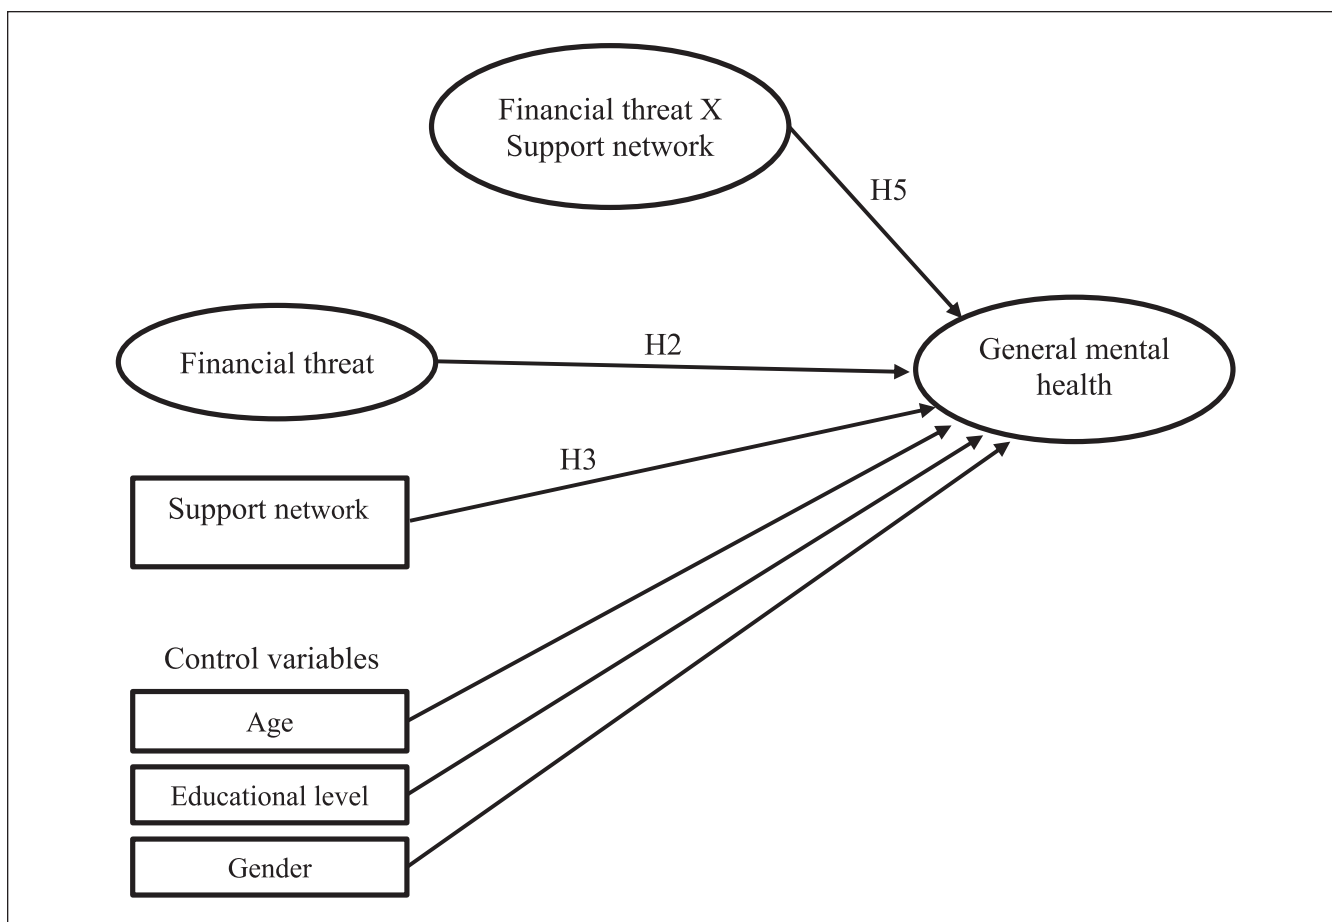 Financial threat X
Support network
H5
General mental
health
H2
Financial threat
H3
Support network
Control variables
Age
Educational level
Gender